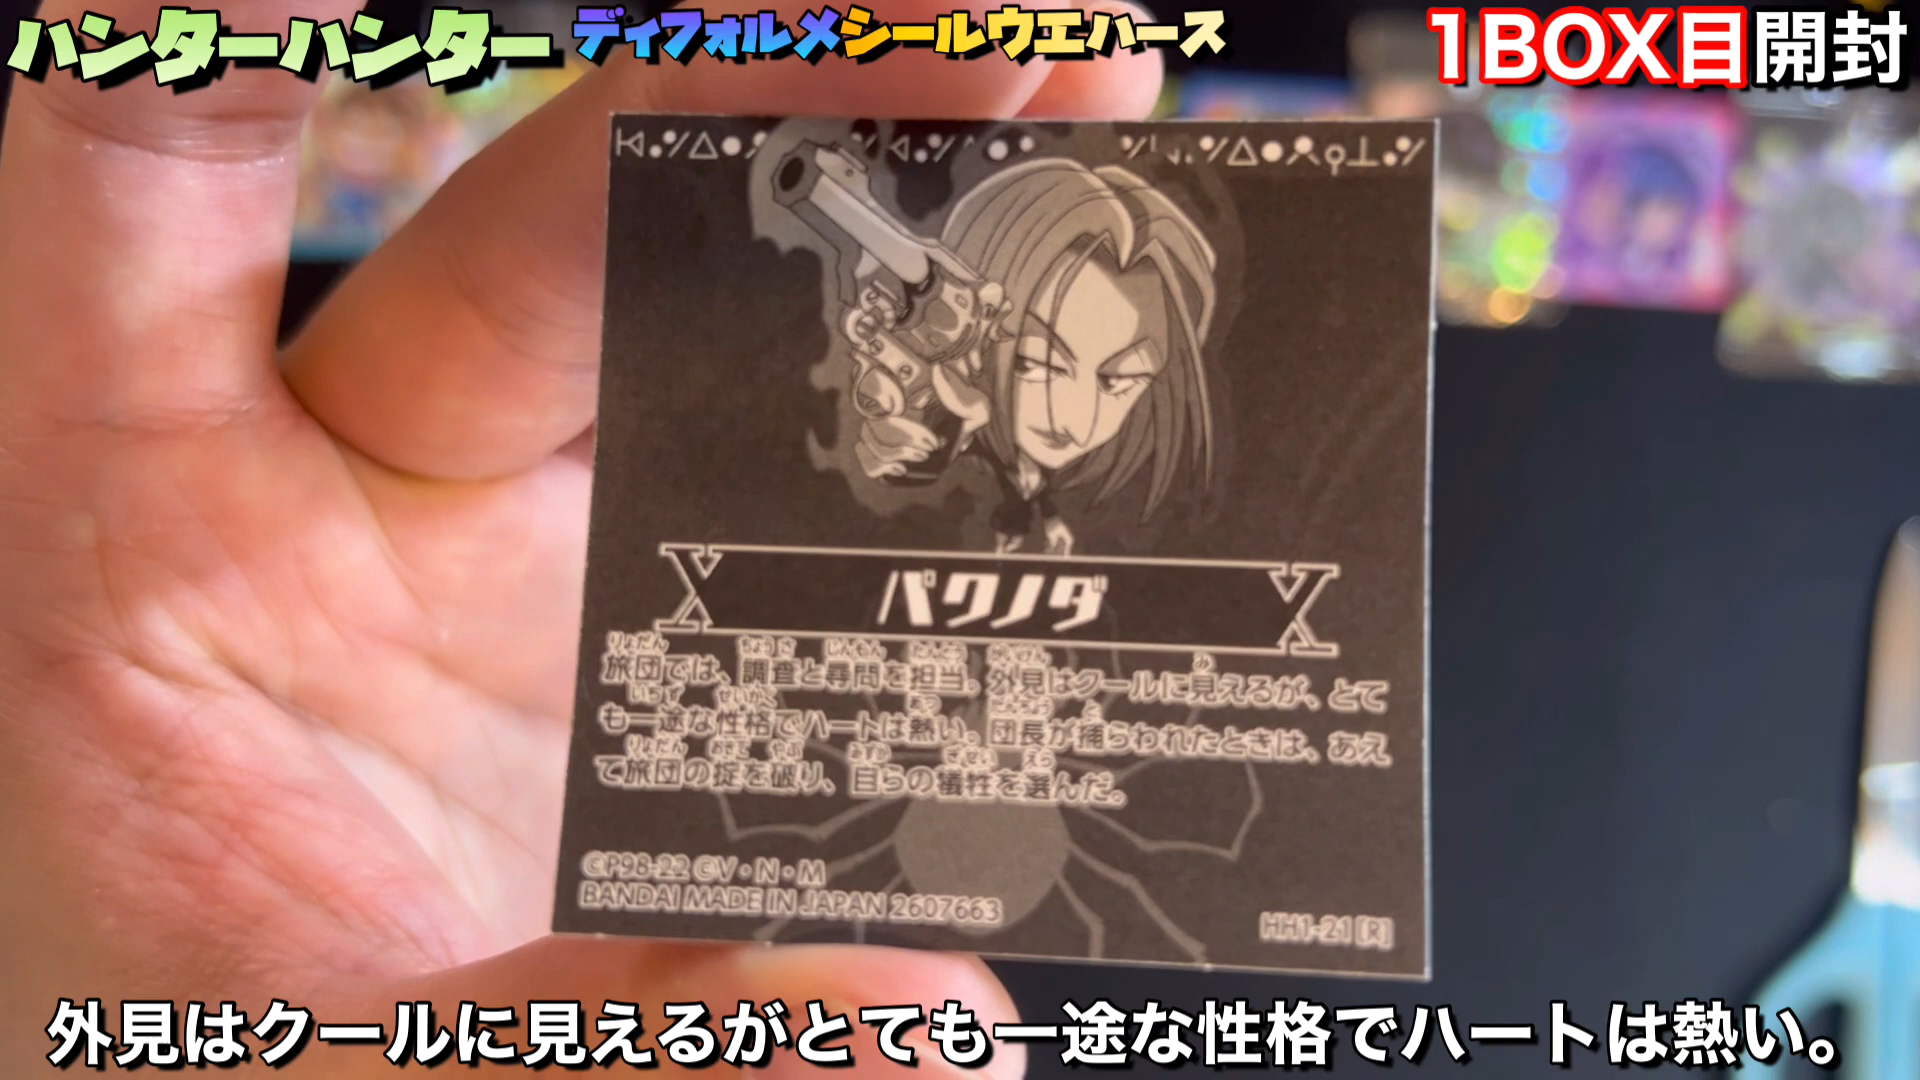 ハンターハンター ディフォルメシールウエハース
1BOX目開封
パクノダ
旅団では、調査と尋問を担当。外見はクールに見えるが、とて
も一途な性格でハートは熱い。団長が捕らわれたときは、あえ
て旅団の掟を破り、自らの犠牲を選んだ。
©P98-22 ©V・N・M
BANDAI MADE IN JAPAN 2607663
HH1-21 [R]
外見はクールに見えるがとても一途な性格でハートは熱い。